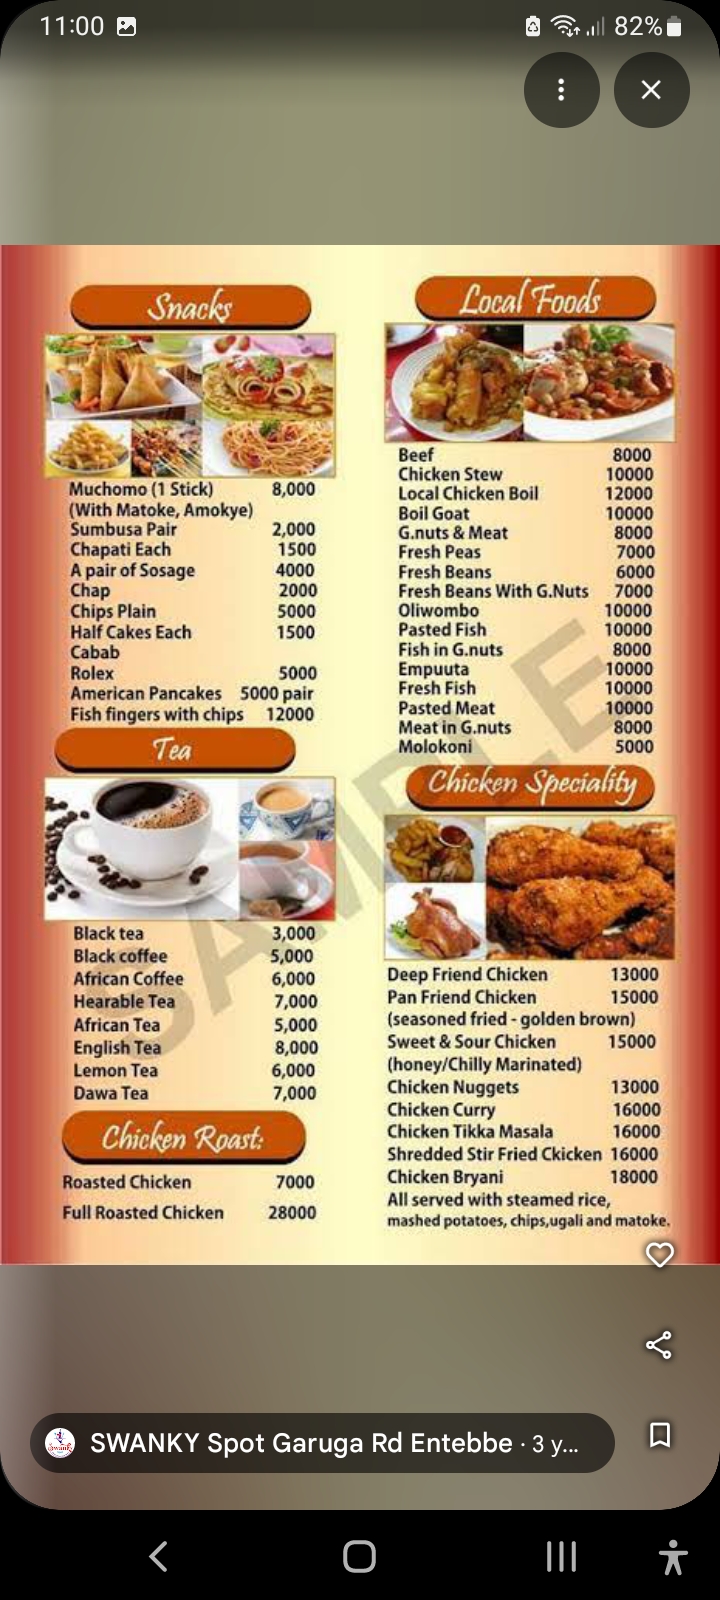 11:00
82%
Snacks
Muchomo (1 Stick) 8,000
(With Matoke, Amokye)
Sumbusa Pair 2,000
Chapati Each 1500
A pair of Sosage 4000
Chap 2000
Chips Plain 5000
Half Cakes Each 1500
Cabab
Rolex 5000
American Pancakes 5000 pair
Fish fingers with chips 12000
Tea
Black tea 3,000
Black coffee 5,000
African Coffee 6,000
Hearable Tea 7,000
African Tea 5,000
English Tea 8,000
Lemon Tea 6,000
Dawa Tea 7,000
Chicken Roast:
Roasted Chicken 7000
Full Roasted Chicken 28000
Local Foods
Beef 8000
Chicken Stew 10000
Local Chicken Boil 12000
Boil Goat 10000
G.nuts & Meat 8000
Fresh Peas 7000
Fresh Beans 6000
Fresh Beans With G.Nuts 7000
Oliwombo 10000
Pasted Fish 10000
Fish in G.nuts 8000
Empuuta 10000
Fresh Fish 10000
Pasted Meat 10000
Meat in G.nuts 8000
Molokoni 5000
Chicken Speciality
Deep Friend Chicken 13000
Pan Friend Chicken 15000
(seasoned fried - golden brown)
Sweet & Sour Chicken 15000
(honey/Chilly Marinated)
Chicken Nuggets 13000
Chicken Curry 16000
Chicken Tikka Masala 16000
Shredded Stir Fried Ckicken 16000
Chicken Bryani 18000
All served with steamed rice,
mashed potatoes, chips,ugali and matoke.
SAMPLE
SWANKY Spot Garuga Rd Entebbe · 3 y...